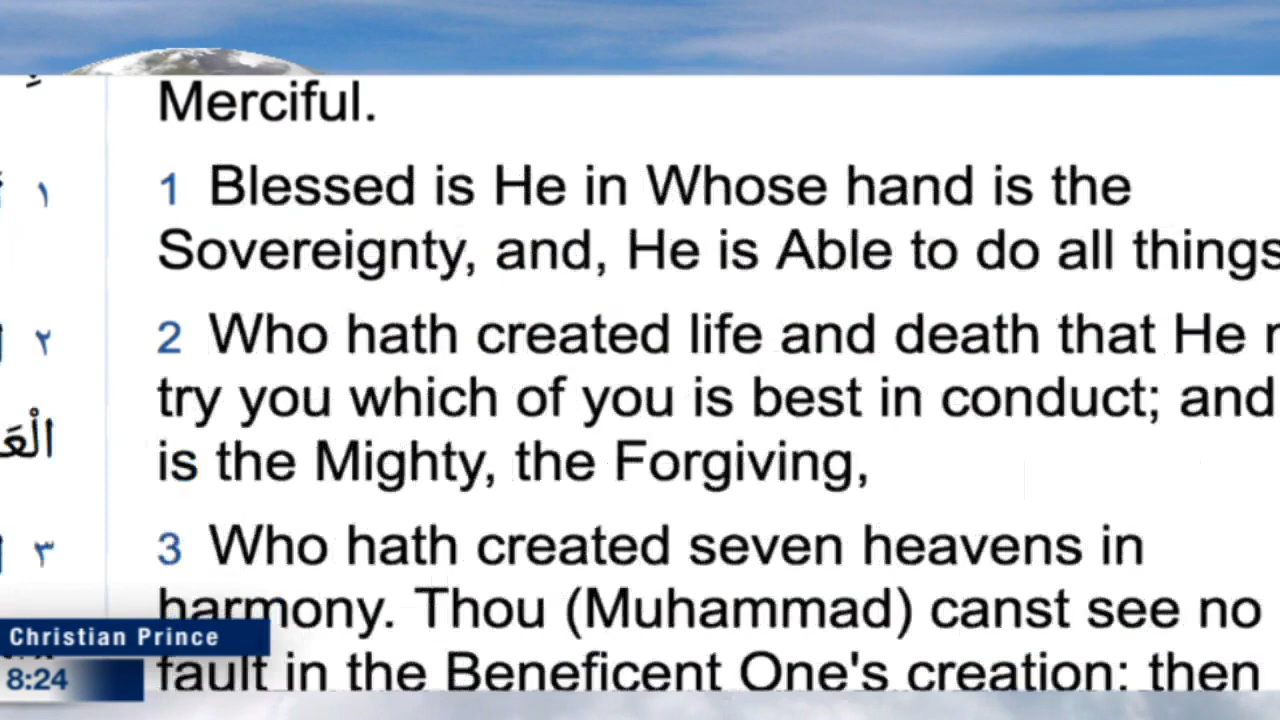 Merciful.
١
1 Blessed is He in Whose hand is the
Sovereignty, and, He is Able to do all things
٢
2 Who hath created life and death that He
try you which of you is best in conduct; and
is the Mighty, the Forgiving,
٣
3 Who hath created seven heavens in
harmony. Thou (Muhammad) canst see no
fault in the Beneficent One's creation: then
Christian Prince
8:24